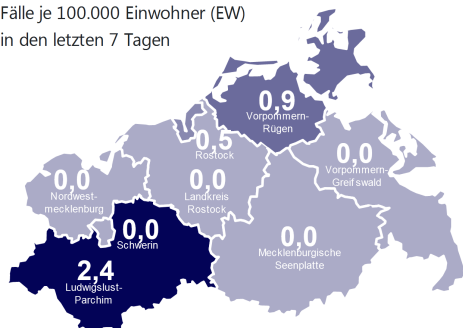 Fälle je 100.000 Einwohner (EW)
in den letzten 7 Tagen
0,9
Vorpommern-
Rügen
0,5
Rostock
0,0
Vorpommern-
Greifswald
0,0
Nordwest-
mecklenburg
0,0
Landkreis
Rostock
0,0
Schwerin
0,0
Mecklenburgische
Seenplatte
2,4
Ludwigslust-
Parchim